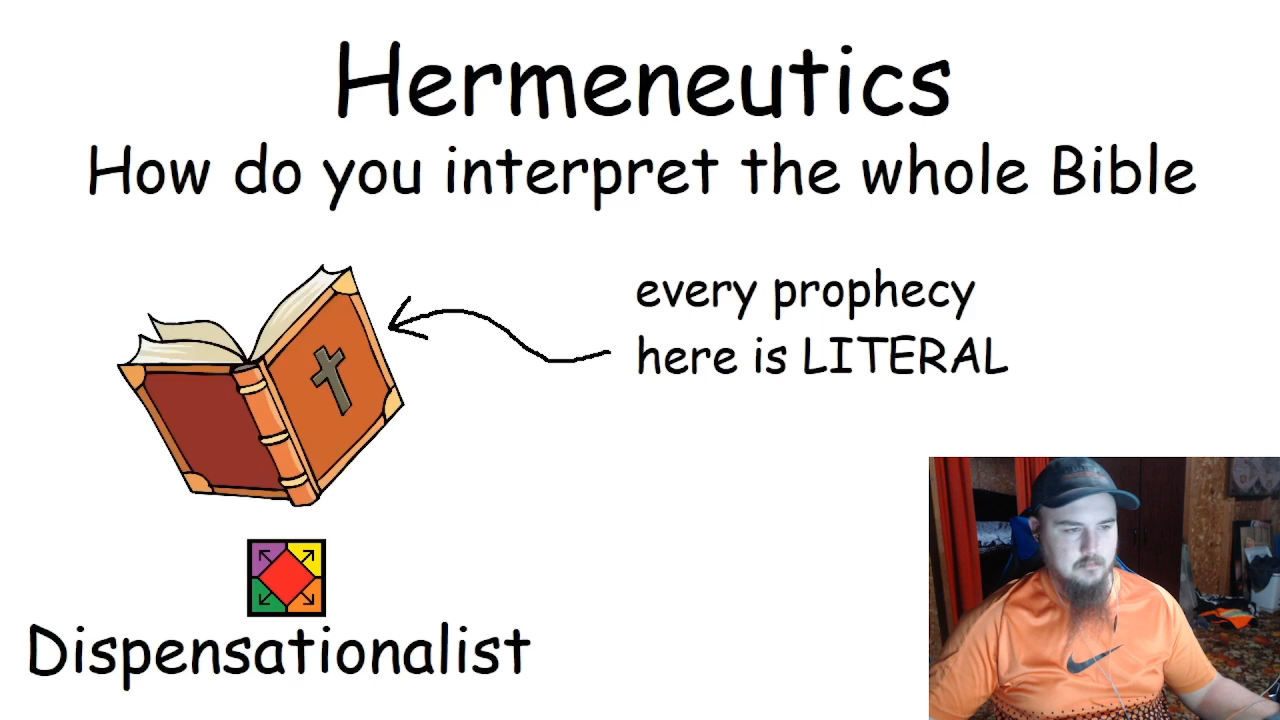 Hermeneutics
How do you interpret the whole Bible
every prophecy
here is LITERAL
Dispensationalist